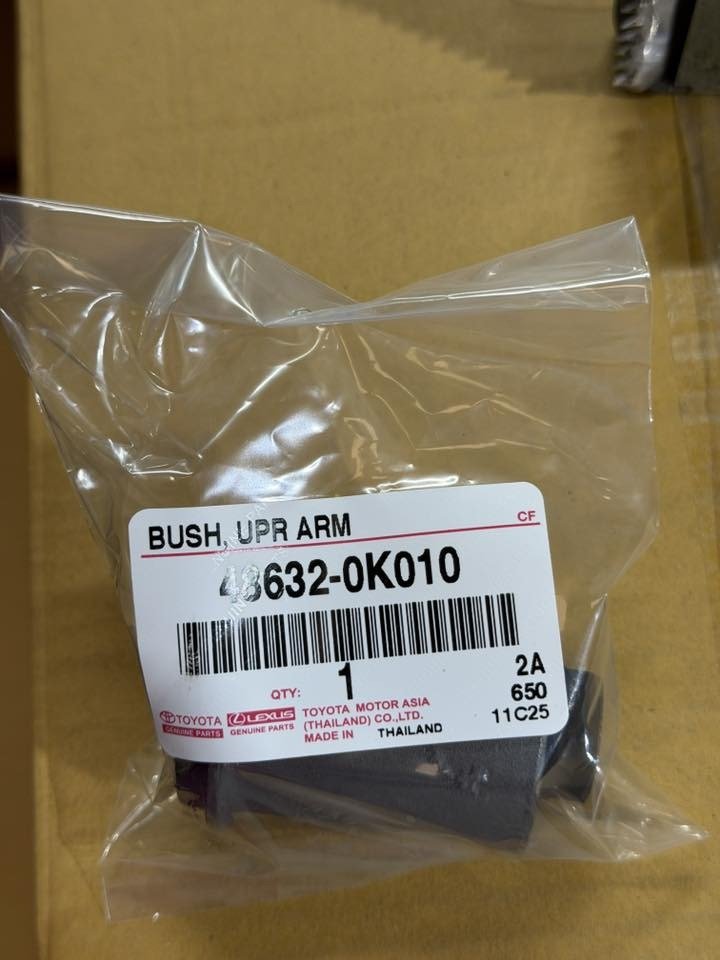 BUSH, UPR ARM
CF
48632-0K010
QTY: 1
2A
650
11C25
TOYOTA
GENUINE PARTS
LEXUS
GENUINE PARTS
TOYOTA MOTOR ASIA
(THAILAND) CO.,LTD.
MADE IN THAILAND